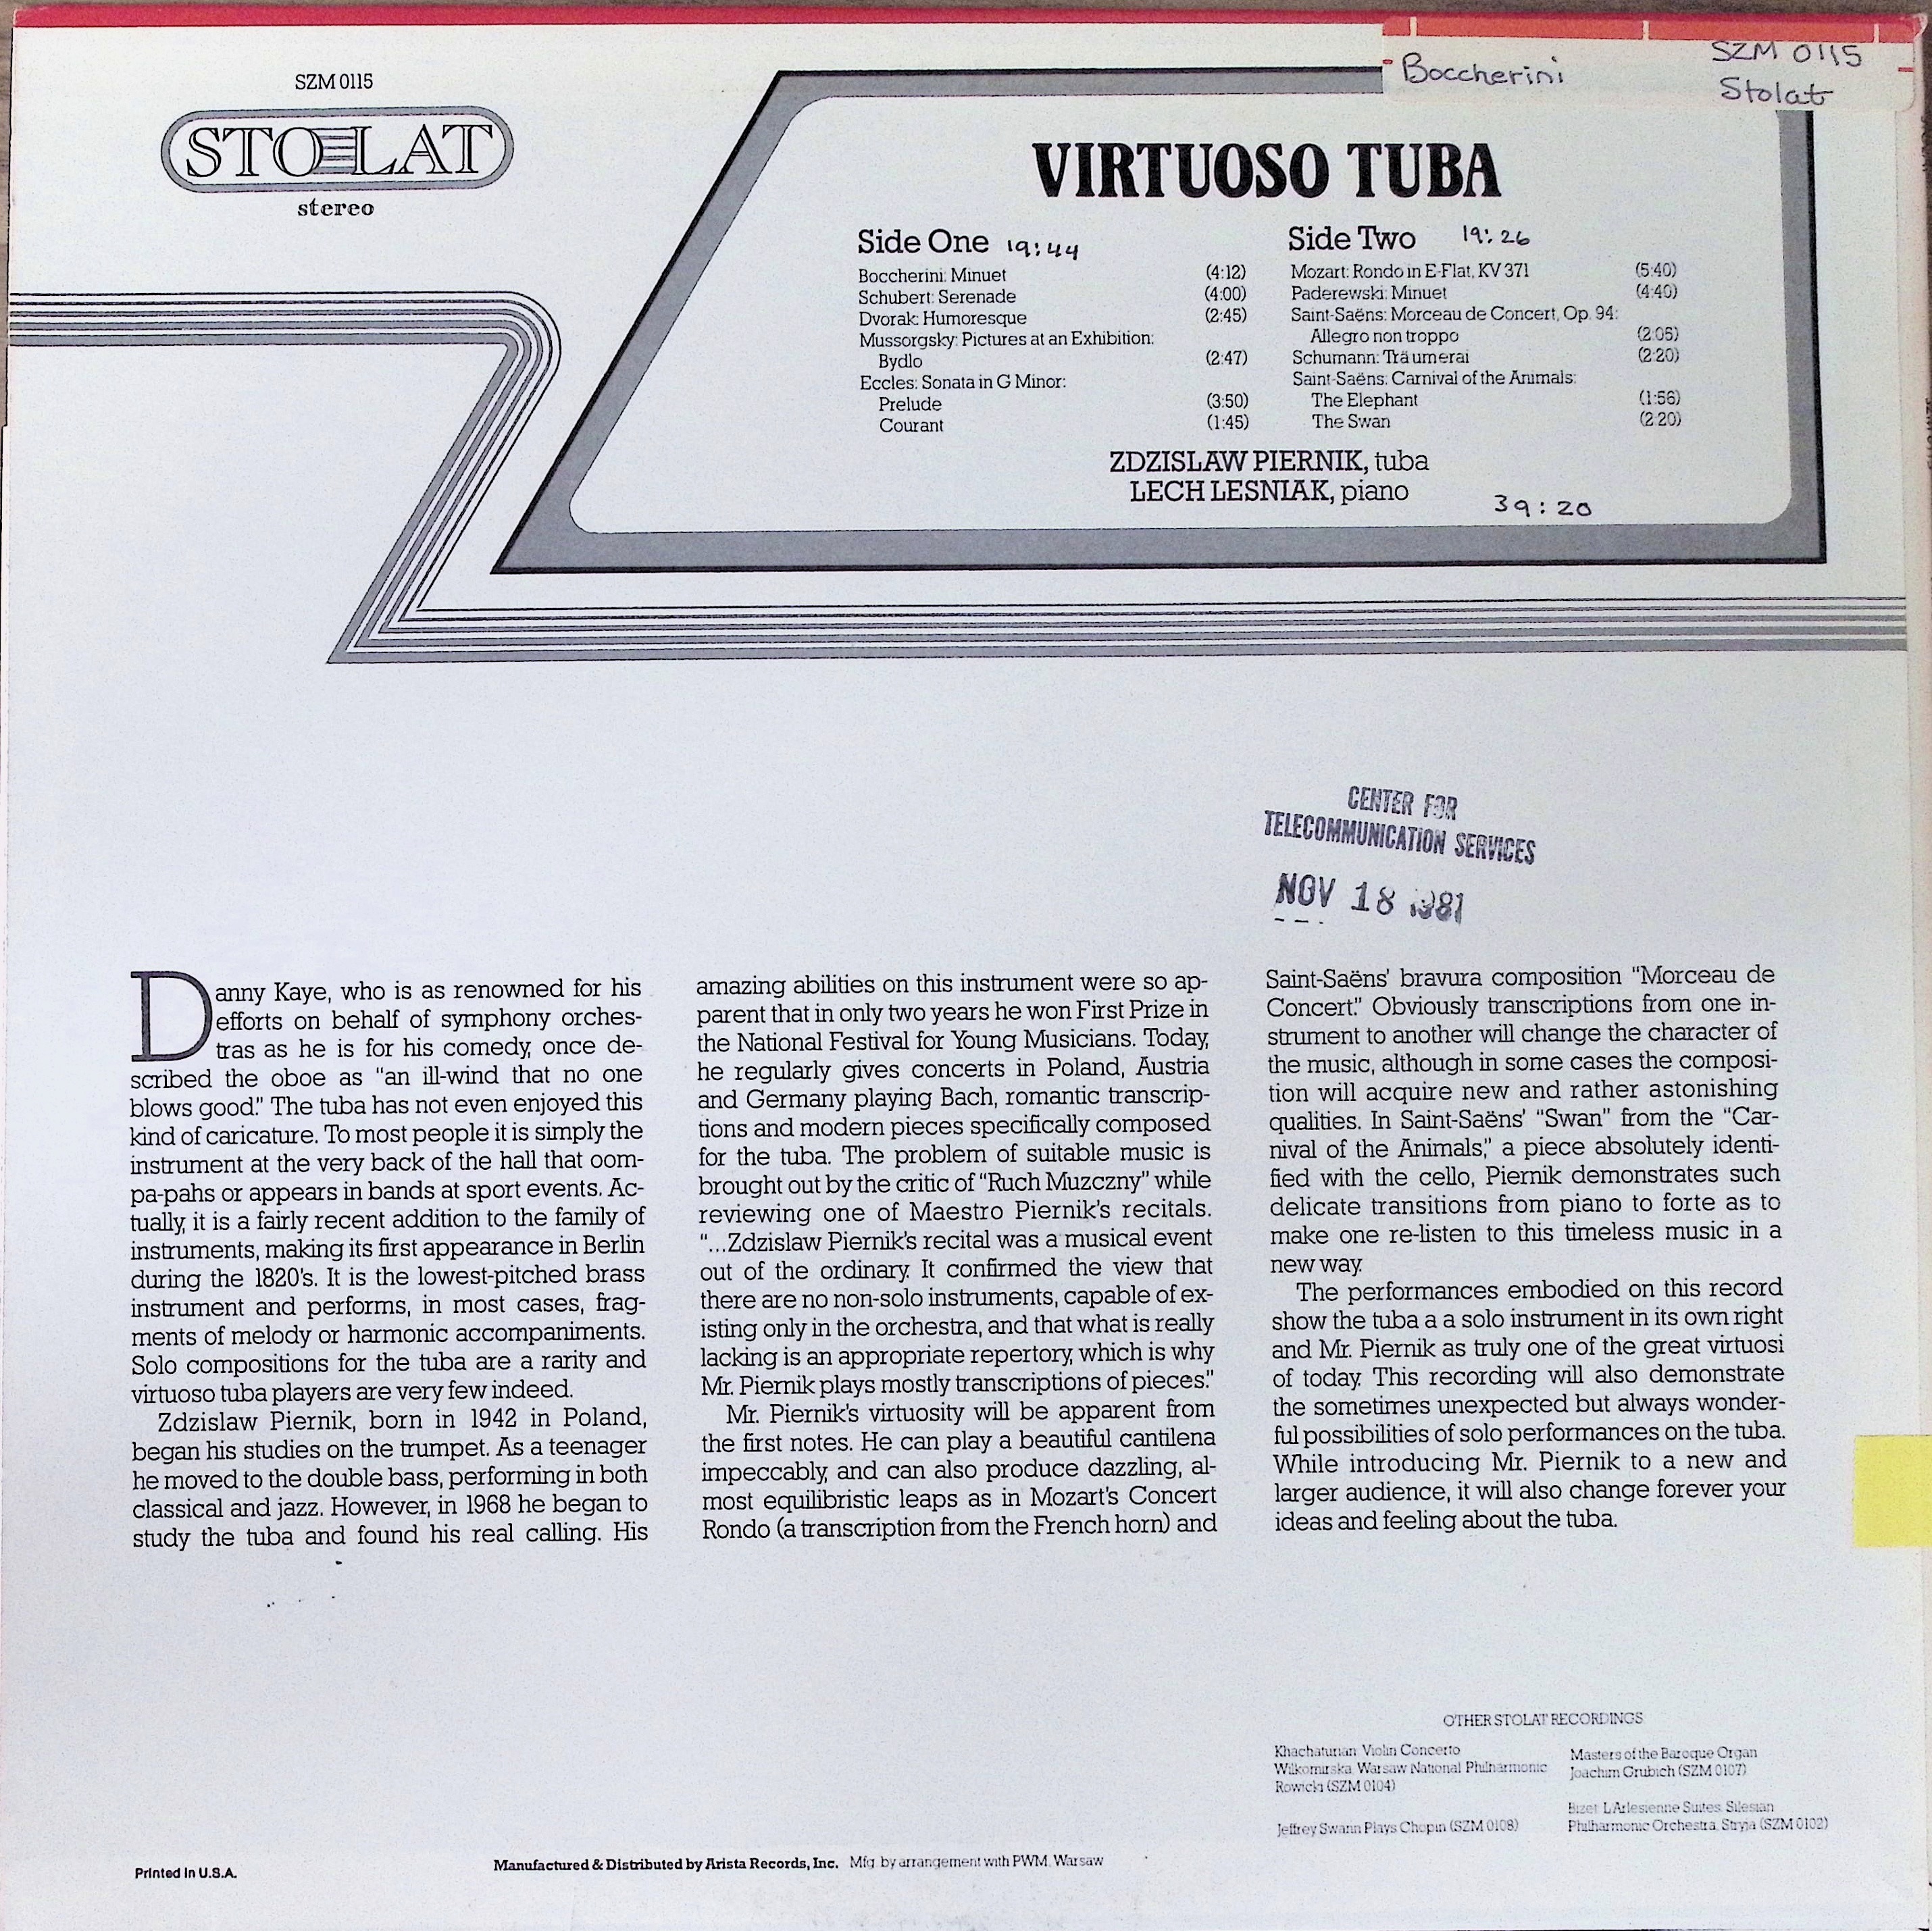 SZM 0115
STOLAT
stereo
Boccherini
SZM 0115
Stolat
VIRTUOSO TUBA
Side One 19:44
Boccherini: Minuet (4:12)
Schubert: Serenade (4:00)
Dvorak: Humoresque (2:45)
Mussorgsky: Pictures at an Exhibition:
Bydlo (2:47)
Eccles: Sonata in G Minor:
Prelude (3:50)
Courant (1:45)
Side Two 19:26
Mozart: Rondo in E-Flat, KV 371 (5:40)
Paderewski: Minuet (4:40)
Saint-Saëns: Morceau de Concert, Op. 94:
Allegro non troppo (2:05)
Schumann: Träumerai (2:20)
Saint-Saëns: Carnival of the Animals:
The Elephant (1:56)
The Swan (2:20)
ZDZISLAW PIERNIK, tuba
LECH LESNIAK, piano
39:20
CENTER FOR
TELECOMMUNICATION SERVICES
NOV 18 1981
Danny Kaye, who is as renowned for his
efforts on behalf of symphony orches-
tras as he is for his comedy, once de-
scribed the oboe as "an ill-wind that no one
blows good." The tuba has not even enjoyed this
kind of caricature. To most people it is simply the
instrument at the very back of the hall that oom-
pa-pahs or appears in bands at sport events. Ac-
tually, it is a fairly recent addition to the family of
instruments, making its first appearance in Berlin
during the 1820's. It is the lowest-pitched brass
instrument and performs, in most cases, frag-
ments of melody or harmonic accompaniments.
Solo compositions for the tuba are a rarity and
virtuoso tuba players are very few indeed.
Zdzislaw Piernik, born in 1942 in Poland,
began his studies on the trumpet. As a teenager
he moved to the double bass, performing in both
classical and jazz. However, in 1968 he began to
study the tuba and found his real calling. His
amazing abilities on this instrument were so ap-
parent that in only two years he won First Prize in
the National Festival for Young Musicians. Today,
he regularly gives concerts in Poland, Austria
and Germany playing Bach, romantic transcrip-
tions and modern pieces specifically composed
for the tuba. The problem of suitable music is
brought out by the critic of "Ruch Muzczny" while
reviewing one of Maestro Piernik's recitals.
"...Zdzislaw Piernik's recital was a musical event
out of the ordinary. It confirmed the view that
there are no non-solo instruments, capable of ex-
isting only in the orchestra, and that what is really
lacking is an appropriate repertory, which is why
Mr. Piernik plays mostly transcriptions of pieces."
Mr. Piernik's virtuosity will be apparent from
the first notes. He can play a beautiful cantilena
impeccably, and can also produce dazzling, al-
most equilibristic leaps as in Mozart's Concert
Rondo (a transcription from the French horn) and
Saint-Saëns' bravura composition "Morceau de
Concert." Obviously transcriptions from one in-
strument to another will change the character of
the music, although in some cases the composi-
tion will acquire new and rather astonishing
qualities. In Saint-Saëns' "Swan" from the "Car-
nival of the Animals," a piece absolutely identi-
fied with the cello, Piernik demonstrates such
delicate transitions from piano to forte as to
make one re-listen to this timeless music in a
new way.
The performances embodied on this record
show the tuba a a solo instrument in its own right
and Mr. Piernik as truly one of the great virtuosi
of today. This recording will also demonstrate
the sometimes unexpected but always wonder-
ful possibilities of solo performances on the tuba.
While introducing Mr. Piernik to a new and
larger audience, it will also change forever your
ideas and feeling about the tuba.
OTHER STOLAT RECORDINGS
Khachaturian Violin Concerto
Wilkomirska, Warsaw National Philharmonic
Rowicki (SZM 0104)
Jeffrey Swann Plays Chopin (SZM 0108)
Masters of the Baroque Organ
Joachim Grubich (SZM 0107)
Bizet L'Arlesienne Suites, Silesian
Philharmonic Orchestra, Stryja (SZM 0102)
Printed In U.S.A.
Manufactured & Distributed by Arista Records, Inc. Mfg. by arrangement with PWM, Warsaw